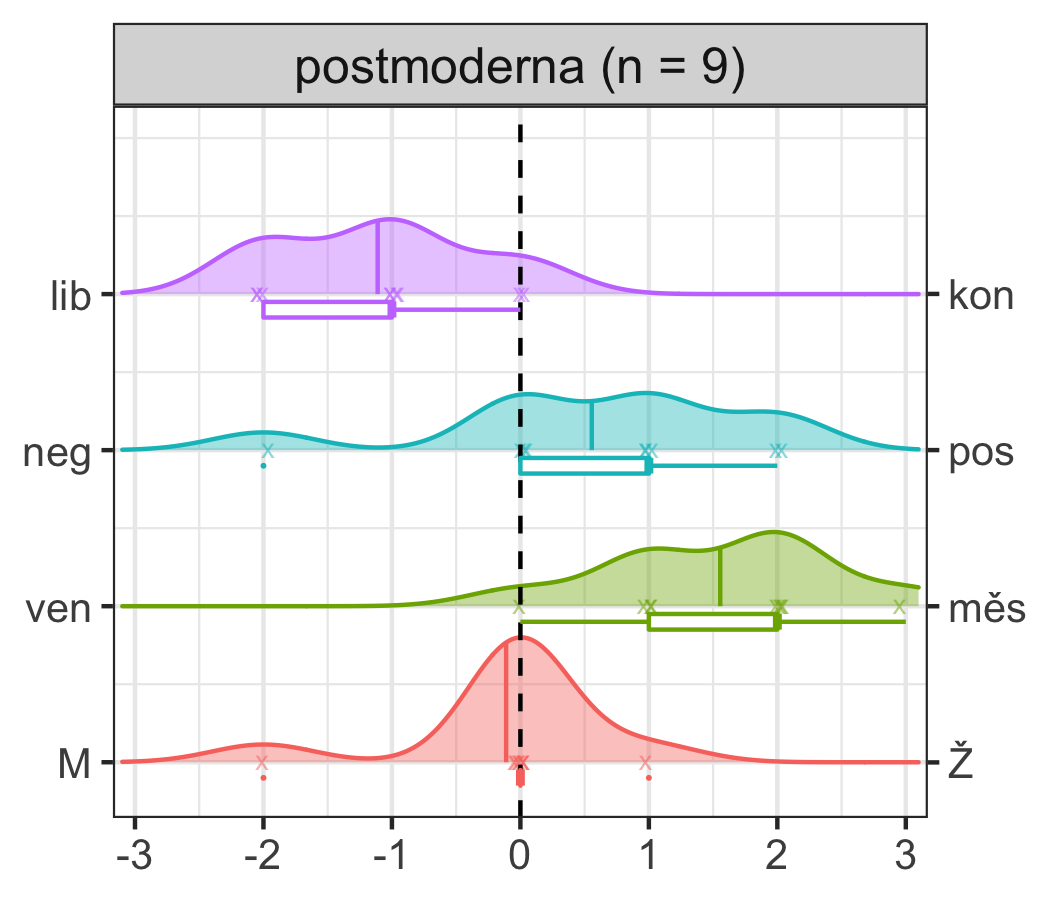 postmoderna (n = 9)
lib kon
neg pos
ven měs
M Ž
-3 -2 -1 0 1 2 3